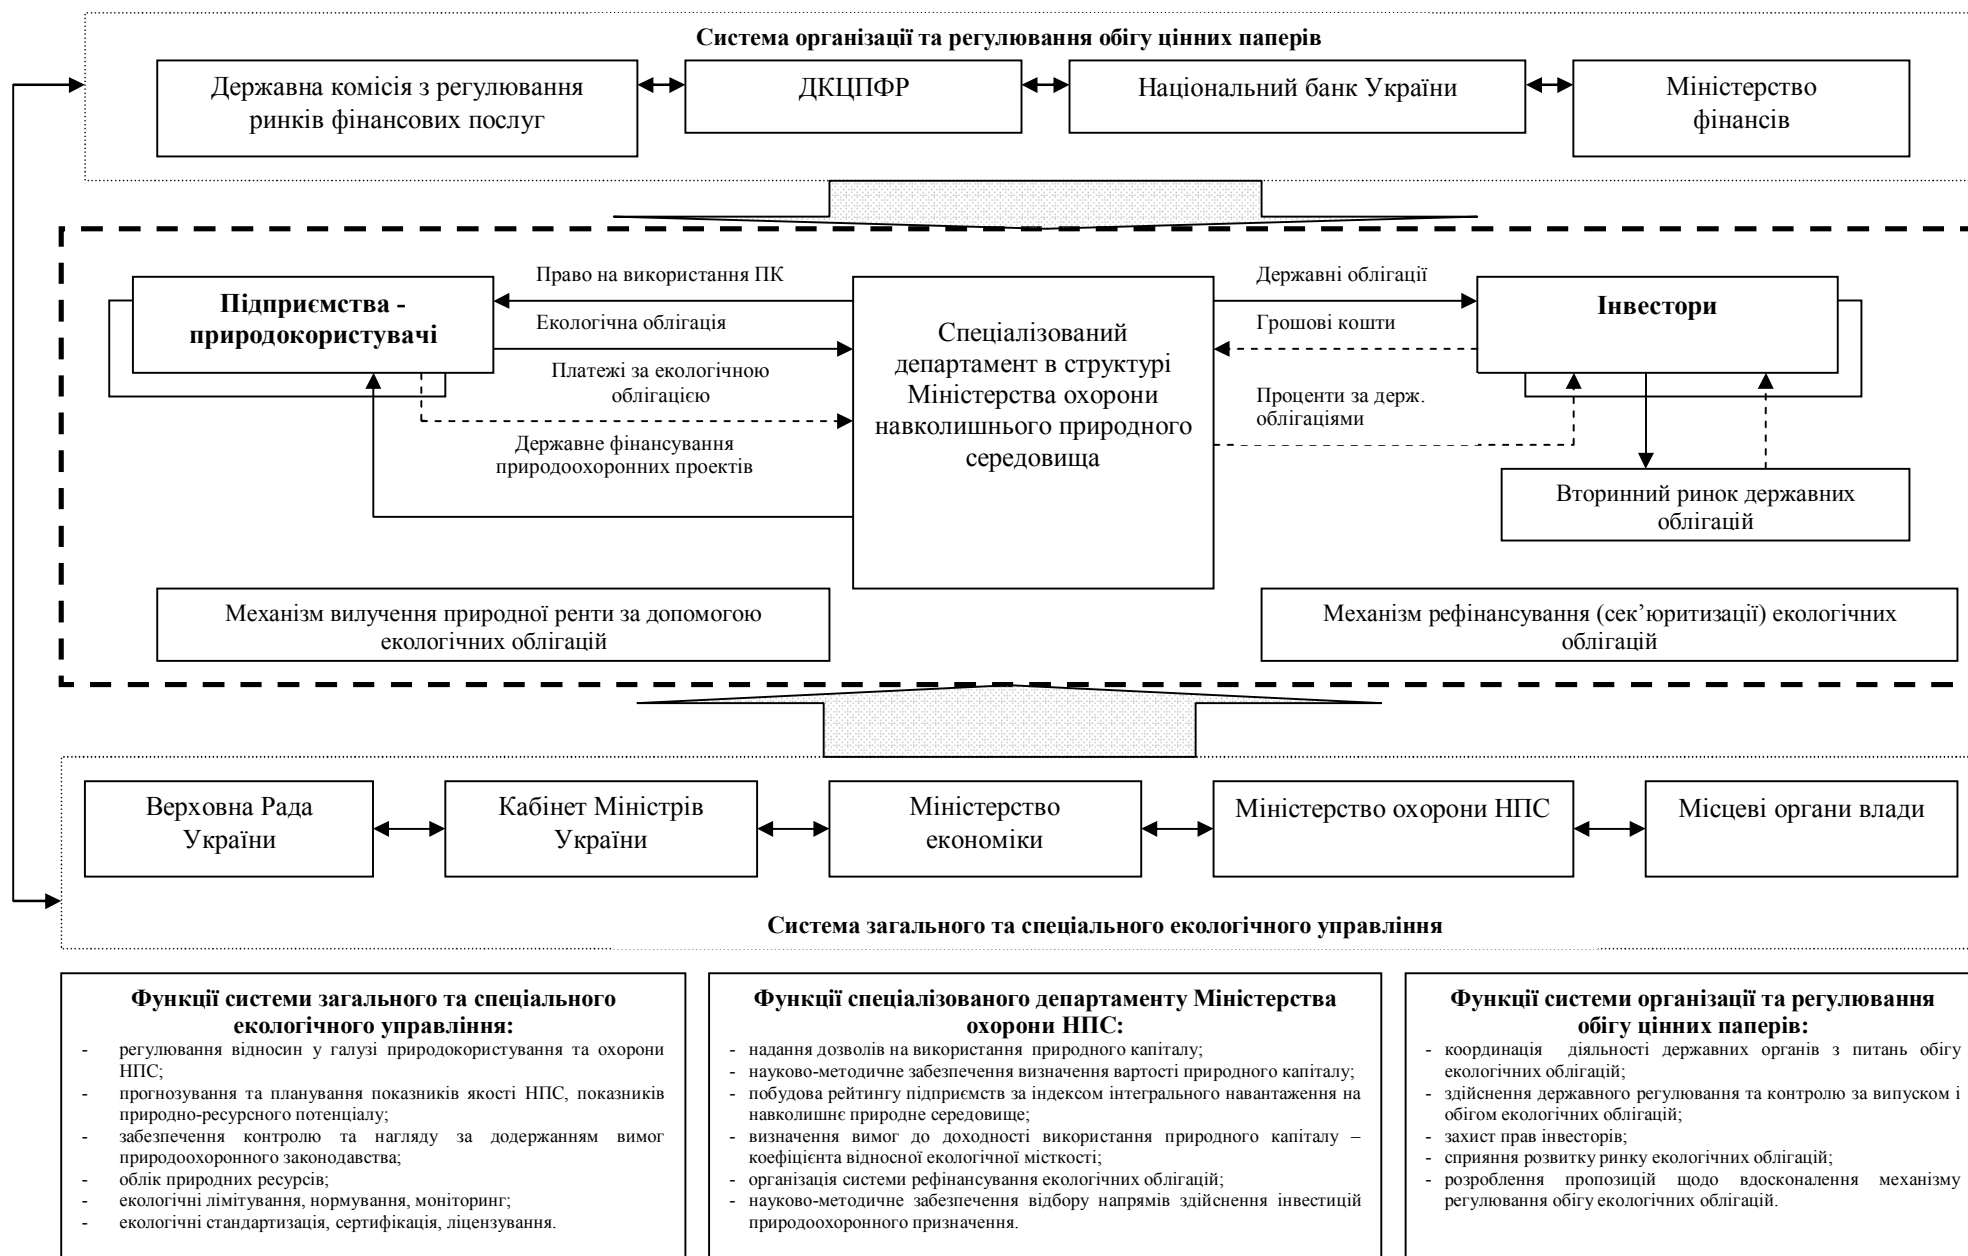 Система організації та регулювання обігу цінних паперів
Державна комісія з регулювання
ринків фінансових послуг
ДКЦПФР
Національний банк України
Міністерство
фінансів
Підприємства -
природокористувачі
Право на використання ПК
Екологічна облігація
Платежі за екологічною
облігацією
Державне фінансування
природоохоронних проектів
Спеціалізований
департамент в структурі
Міністерства охорони
навколишнього природного
середовища
Державні облігації
Грошові кошти
Проценти за держ.
облігаціями
Інвестори
Вторинний ринок державних
облігацій
Механізм вилучення природної ренти за допомогою
екологічних облігацій
Механізм рефінансування (сек’юритизації) екологічних
облігацій
Верховна Рада
України
Кабінет Міністрів
України
Міністерство
економіки
Міністерство охорони НПС
Місцеві органи влади
Система загального та спеціального екологічного управління
Функції системи загального та спеціального
екологічного управління:
- регулювання відносин у галузі природокористування та охорони
НПС;
- прогнозування та планування показників якості НПС, показників
природно-ресурсного потенціалу;
- забезпечення контролю та нагляду за додержанням вимог
природоохоронного законодавства;
- облік природних ресурсів;
- екологічні лімітування, нормування, моніторинг;
- екологічні стандартизація, сертифікація, ліцензування.
Функції спеціалізованого департаменту Міністерства
охорони НПС:
- надання дозволів на використання природного капіталу;
- науково-методичне забезпечення визначення вартості природного капіталу;
- побудова рейтингу підприємств за індексом інтегрального навантаження на
навколишнє природне середовище;
- визначення вимог до доходності використання природного капіталу –
коефіцієнта відносної екологічної місткості;
- організація системи рефінансування екологічних облігацій;
- науково-методичне забезпечення відбору напрямів здійснення інвестицій
природоохоронного призначення.
Функції системи організації та регулювання
обігу цінних паперів:
- координація діяльності державних органів з питань обігу
екологічних облігацій;
- здійснення державного регулювання та контролю за випуском і
обігом екологічних облігацій;
- захист прав інвесторів;
- сприяння розвитку ринку екологічних облігацій;
- розроблення пропозицій щодо вдосконалення механізму
регулювання обігу екологічних облігацій.